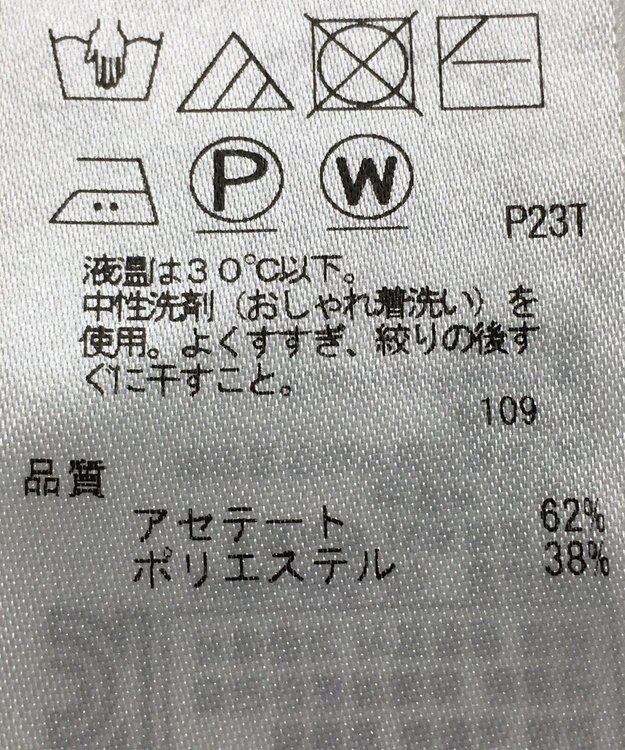 P W
P23T
液温は30℃以下。
中性洗剤(おしゃれ着洗い)を
使用。よくすすぎ、絞りの後す
ぐに干すこと。
109
品質
アセテート 62%
ポリエステル 38%